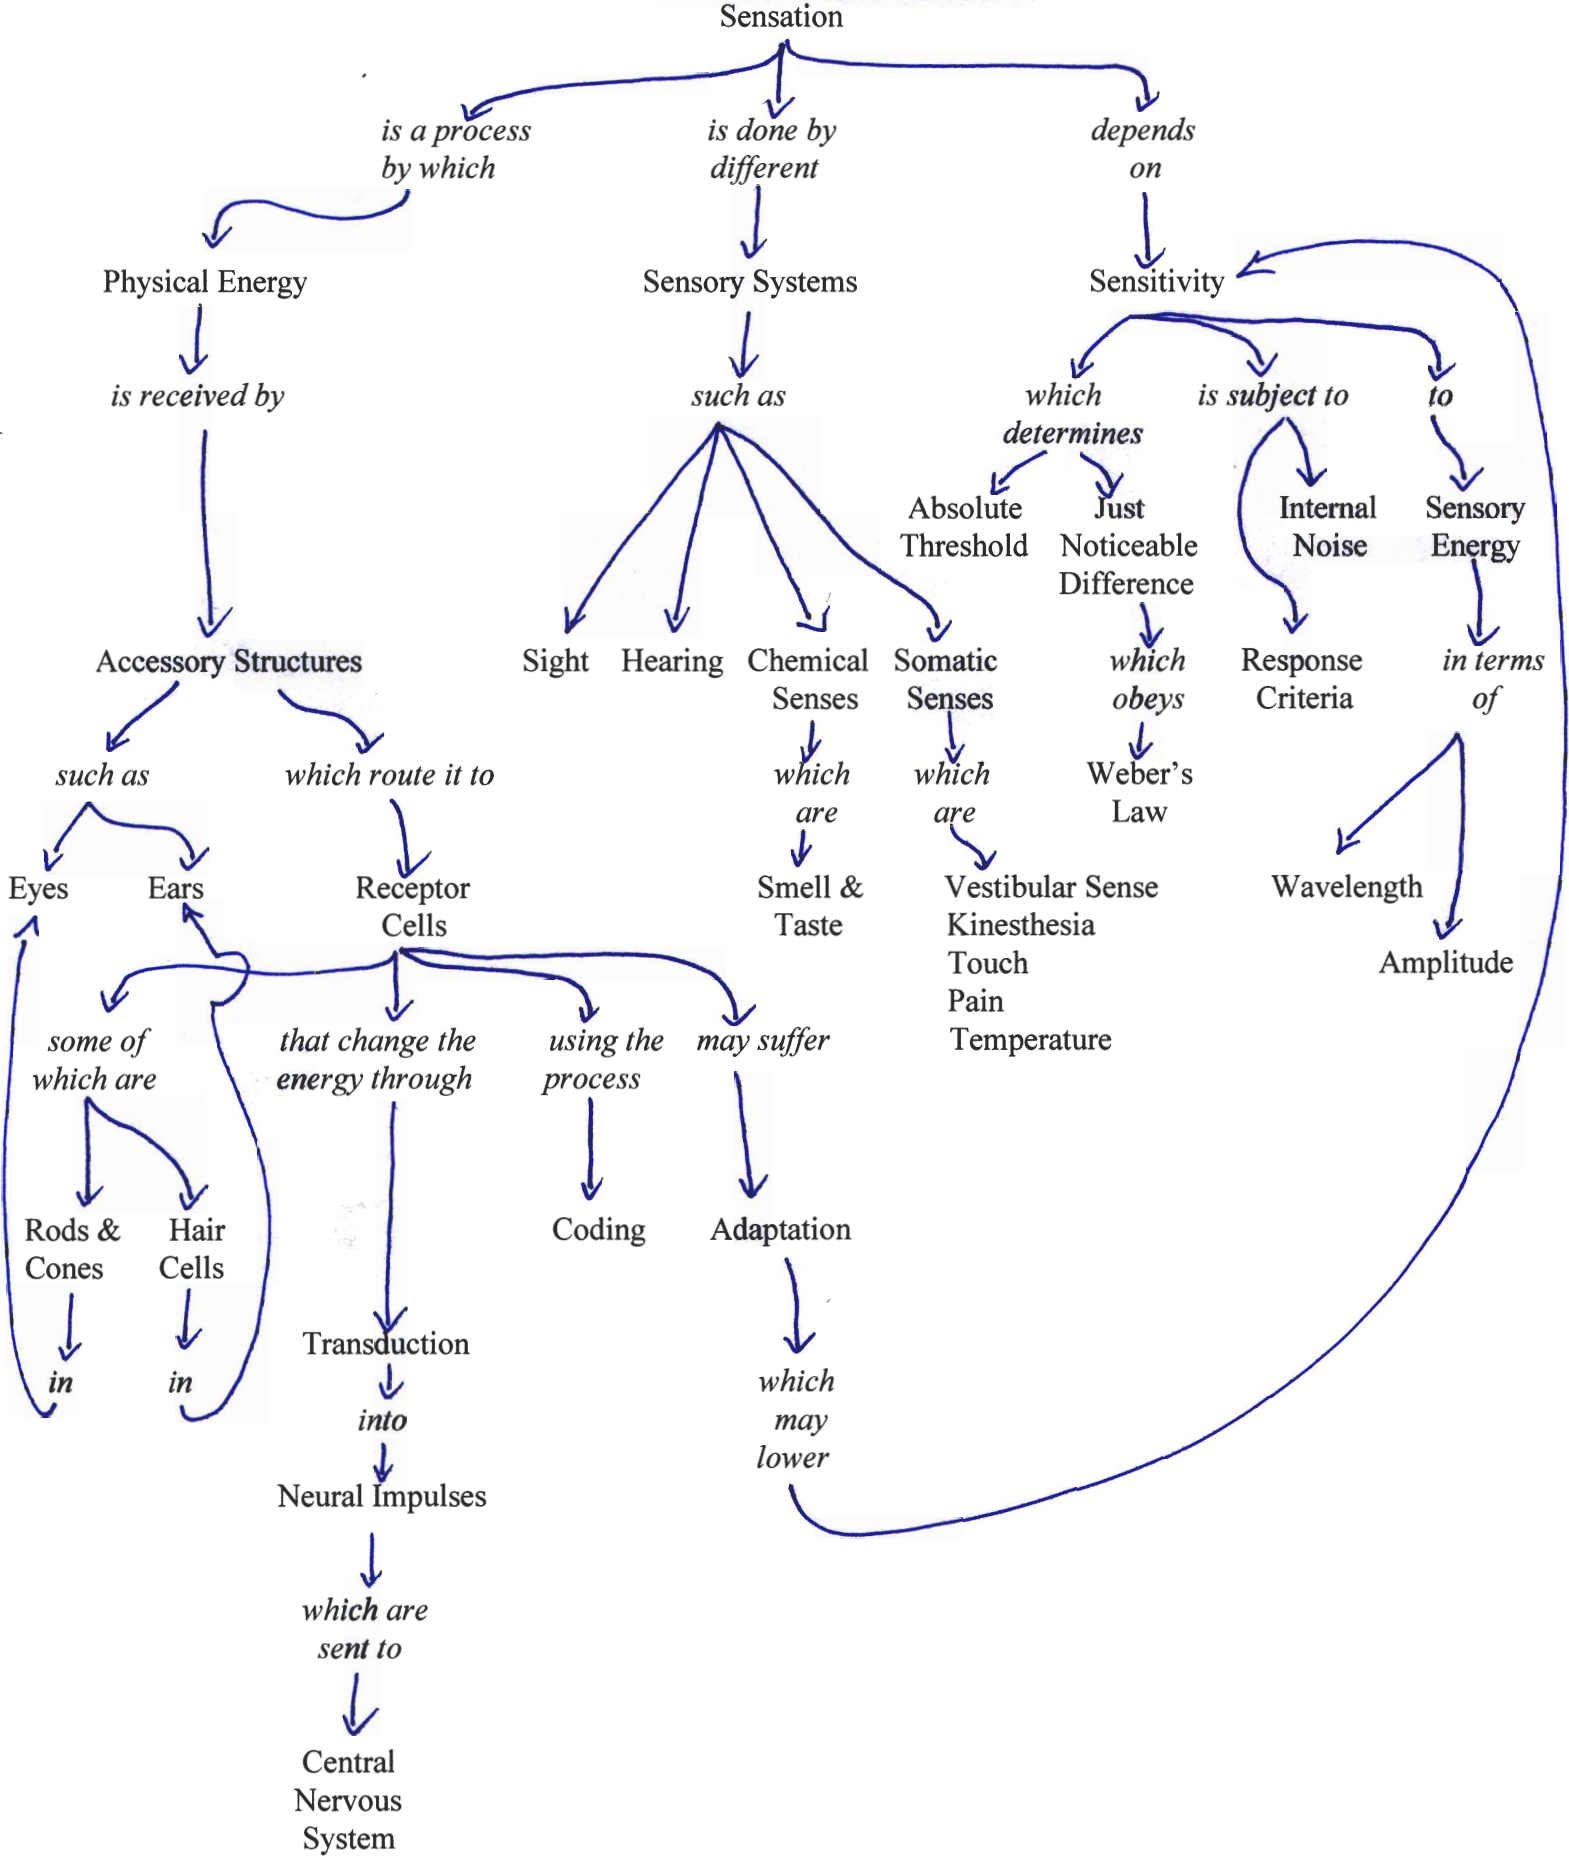 Sensation
is a process
by which
is done by
different
depends
on
Physical Energy
Sensory Systems
Sensitivity
is received by
such as
which
determines
is subject to
to
Absolute
Threshold
Just
Noticeable
Difference
Internal
Noise
Sensory
Energy
Accessory Structures
Sight
Hearing
Chemical
Senses
Somatic
Senses
which
obeys
Response
Criteria
in terms
of
such as
which route it to
which
are
which
are
Weber’s
Law
Eyes
Ears
Receptor
Cells
Smell &
Taste
Vestibular Sense
Kinesthesia
Touch
Pain
Temperature
Wavelength
Amplitude
some of
which are
that change the
energy through
using the
process
may suffer
Rods &
Cones
Hair
Cells
Coding
Adaptation
in
in
Transduction
into
Neural Impulses
which
may
lower
which are
sent to
Central
Nervous
System